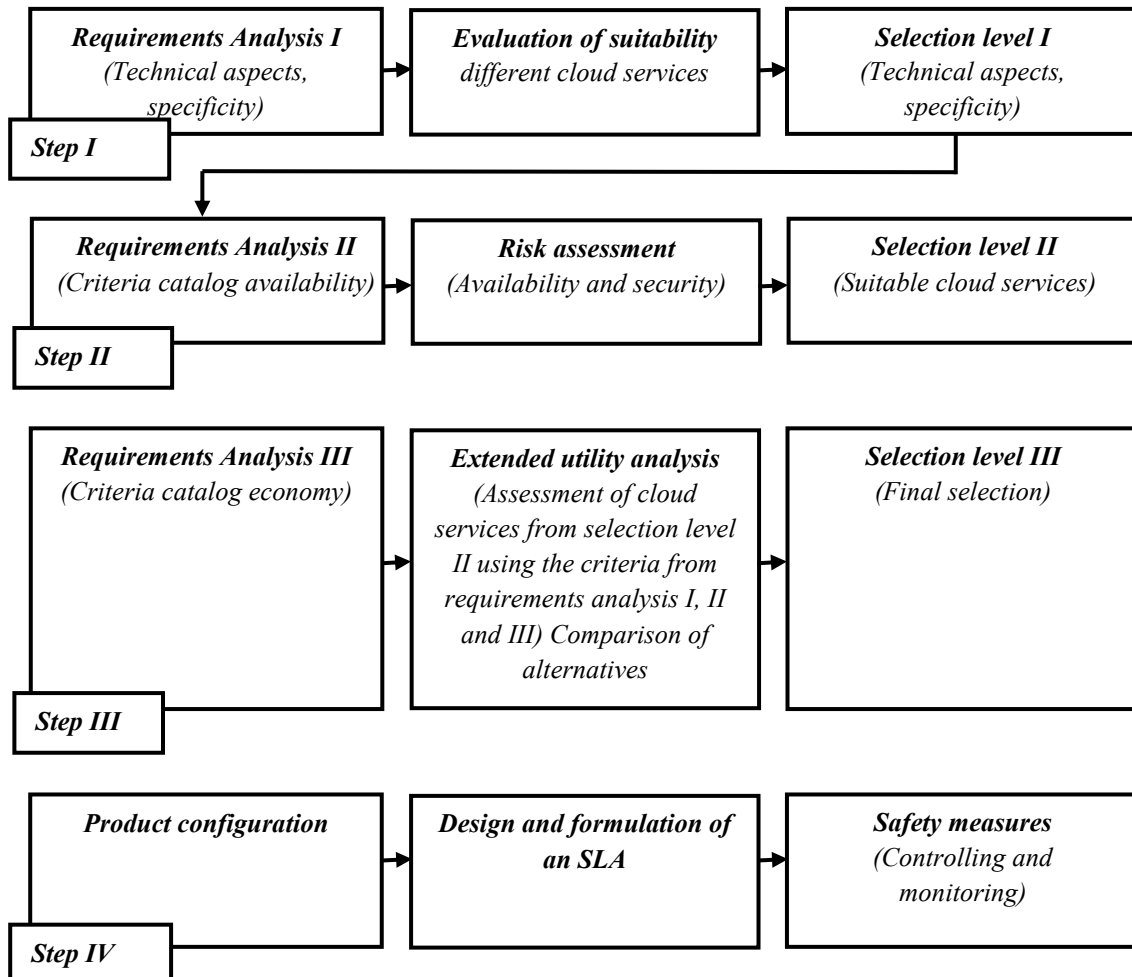 Requirements Analysis I
(Technical aspects,
specificity)
Step I
Evaluation of suitability
different cloud services
Selection level I
(Technical aspects,
specificity)
Requirements Analysis II
(Criteria catalog availability)
Step II
Risk assessment
(Availability and security)
Selection level II
(Suitable cloud services)
Requirements Analysis III
(Criteria catalog economy)
Step III
Extended utility analysis
(Assessment of cloud
services from selection level
II using the criteria from
requirements analysis I, II
and III) Comparison of
alternatives
Selection level III
(Final selection)
Product configuration
Step IV
Design and formulation of
an SLA
Safety measures
(Controlling and
monitoring)